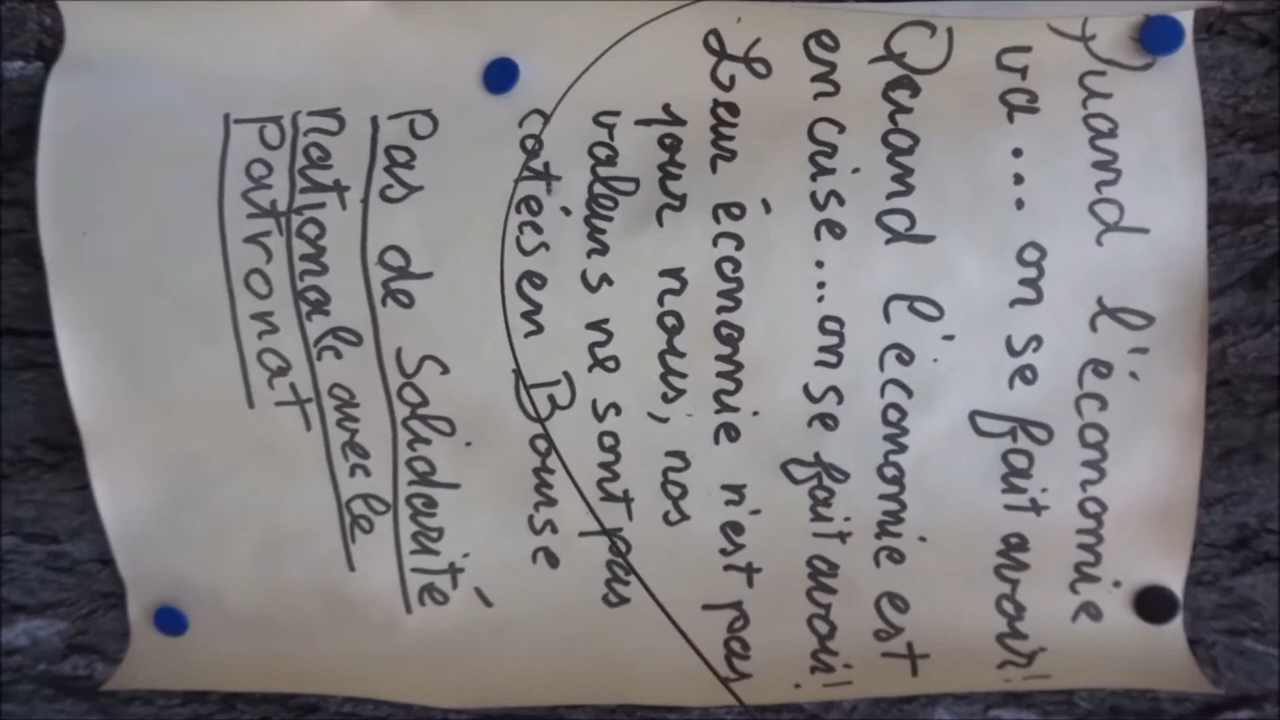 Quand l'économie
va... on se fait avoir!
Quand l'économie est
en crise... on se fait avoir!
Leur économie n'est pas
pour nous, nos
valeurs ne sont pas
cotées en Bourse
Pas de Solidarité
nationale avec le
Patronat